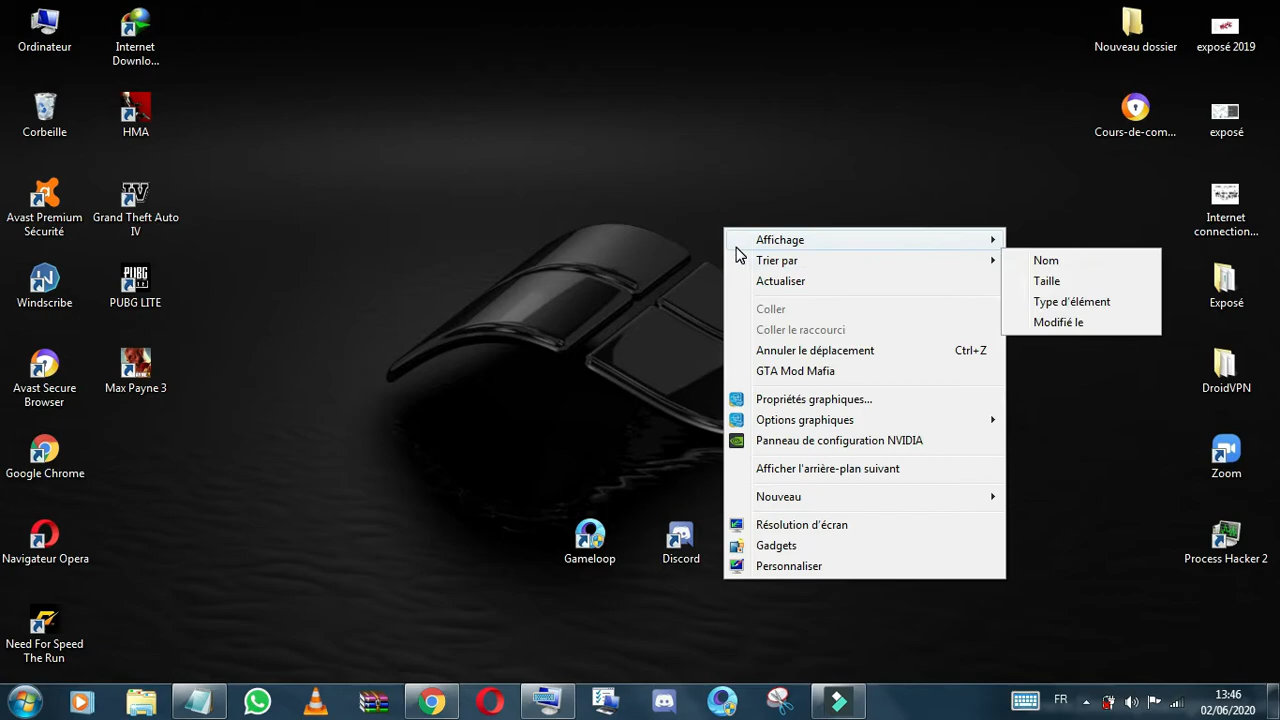 Ordinateur
Internet
Downlo...
Nouveau dossier
exposé 2019
Corbeille
HMA
Cours-de-com...
exposé
Avast Premium
Sécurité
Grand Theft Auto
IV
IV
Internet
connection...
Windscribe
PUBG
LITE
PUBG LITE
Exposé
Avast Secure
Browser
Max Payne 3
DroidVPN
Google Chrome
Zoom
Navigateur Opera
Gameloop
Discord
Process Hacker 2
Need For Speed
The Run
Affichage
Trier par
Actualiser
Coller
Coller le raccourci
Annuler le déplacement Ctrl+Z
GTA Mod Mafia
Propriétés graphiques...
Options graphiques
Panneau de configuration NVIDIA
Afficher l'arrière-plan suivant
Nouveau
Résolution d'écran
Gadgets
Personnaliser
Nom
Taille
Type d'élément
Modifié le
FR
13:46
02/06/2020